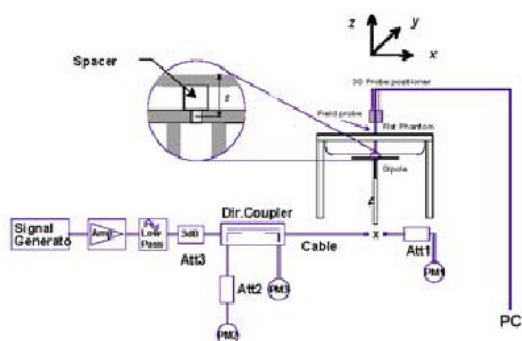 z
y
x
Spacer
s
3D Probe positioner
Field probe
Flat Phantom
Dipole
Dir.Coupler
Signal
Generato
Amp
Low
Pass
3dB
Cable
Att3
Att1
X
PM1
Att2
PM3
PM2
PC